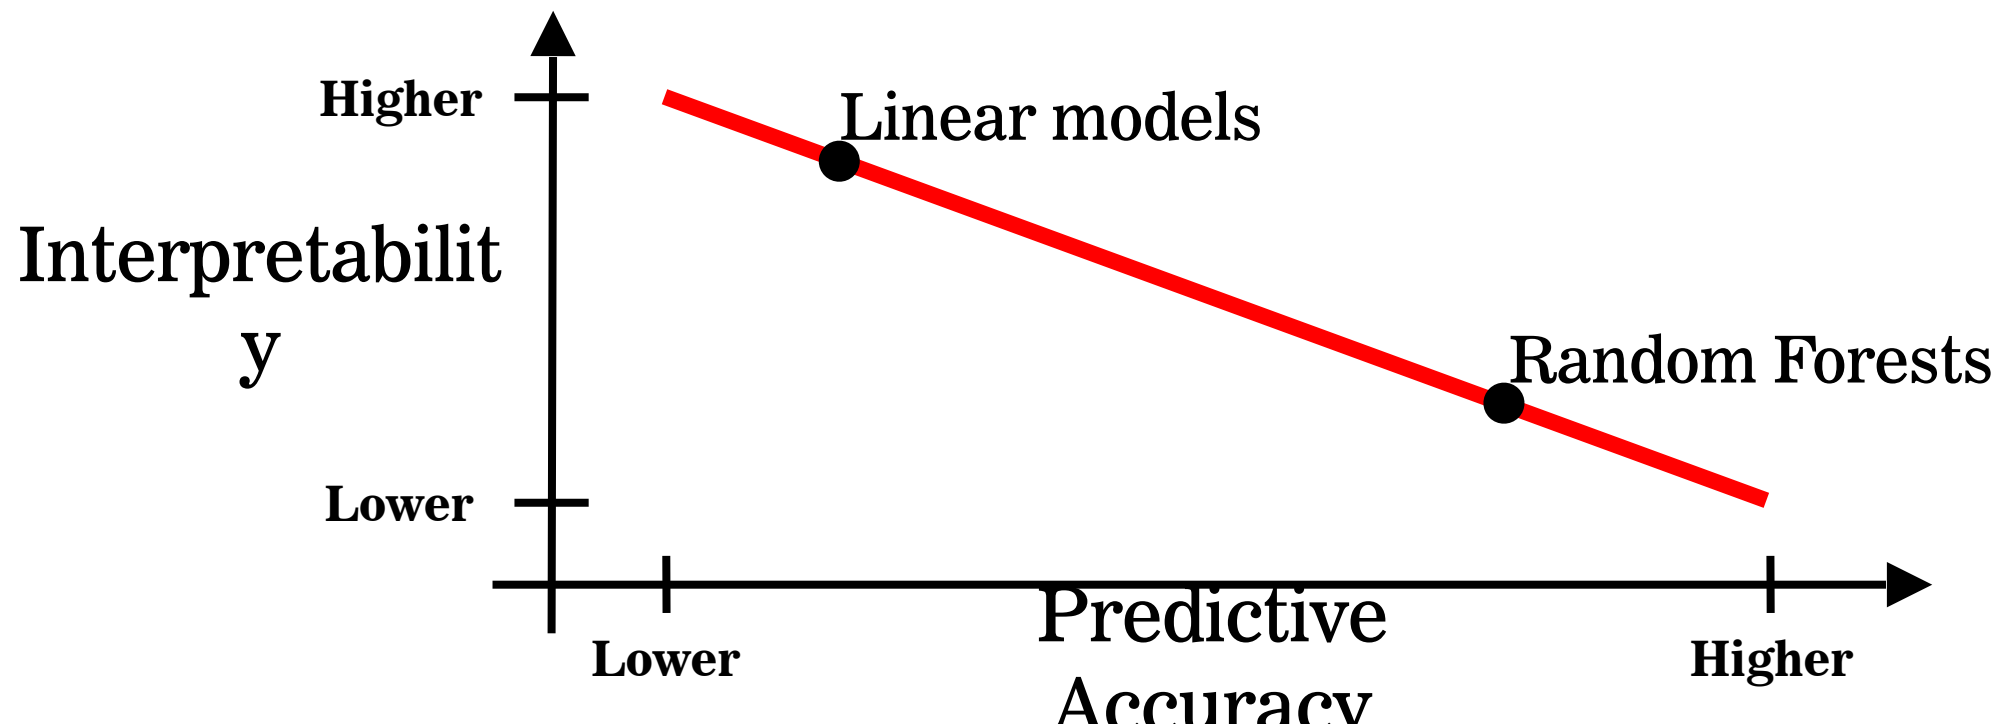 Higher
Linear models
Interpretabilit
y
Random Forests
Lower
Predictive
Accuracy
Lower
Higher